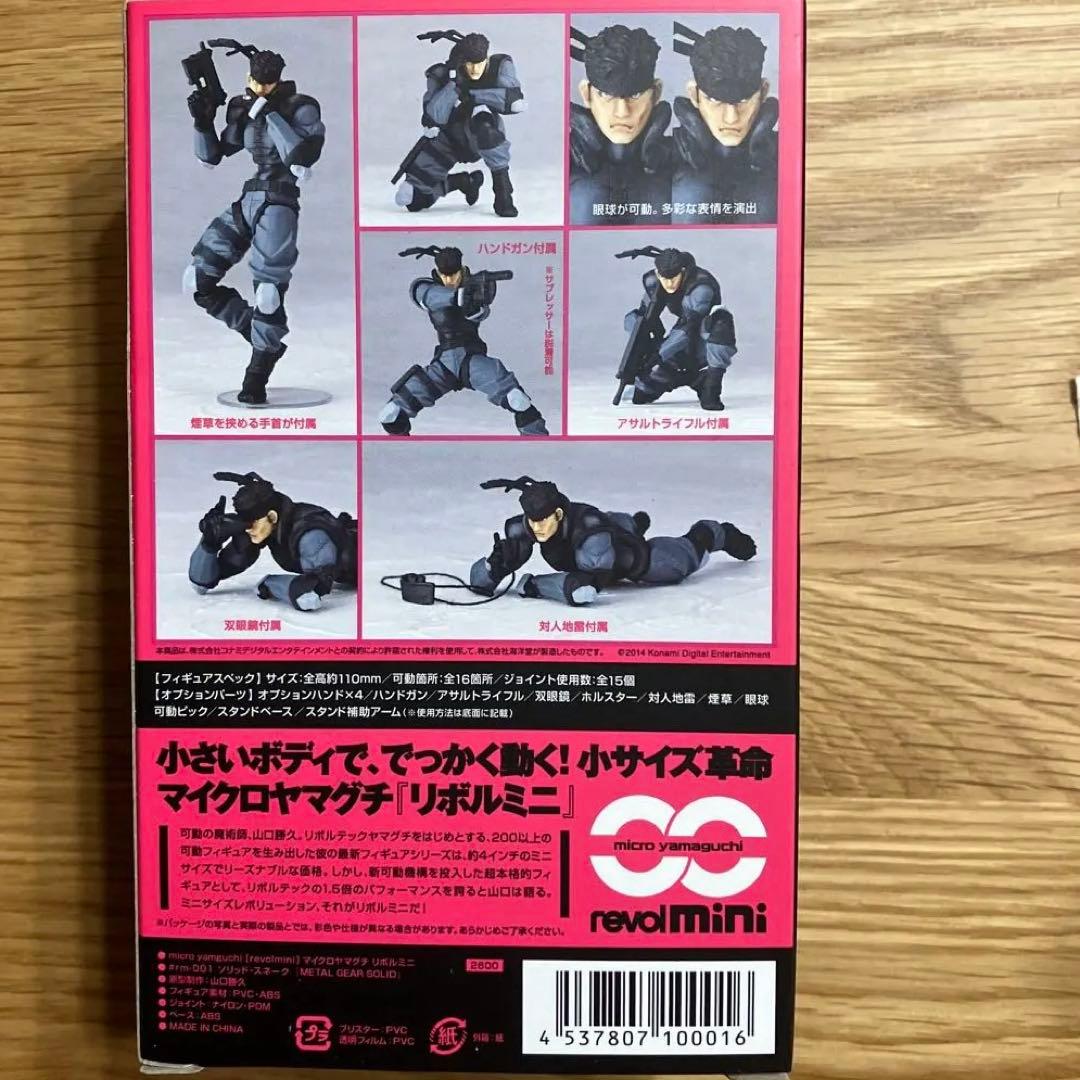 眼球が可動。多彩な表情を演出
ハンドガン付属
※サプレッサーは脱着可能
煙草を挟める手首が付属
アサルトライフル付属
双眼鏡付属
対人地雷付属
本商品は、株式会社コナミデジタルエンタテインメントとの契約により許諾された権利を使用して、株式会社海洋堂が製造したものです。 ©2014 Konami Digital Entertainment
【フィギュアスペック】サイズ:全高約110mm/可動箇所:全16箇所/ジョイント使用数:全15個
【オプションパーツ】オプションハンド×4/ハンドガン/アサルトライフル/双眼鏡/ホルスター/対人地雷/煙草/眼球
可動ピック/スタンドベース/スタンド補助アーム(※使用方法は底面に記載)
小さいボディで、でっかく動く!小サイズ革命
マイクロヤマグチ『リボルミニ』
可動の魔術師、山口勝久。リボルテックヤマグチをはじめとする、200以上の
可動フィギュアを生み出した彼の最新フィギュアシリーズは、約4インチのミニ
サイズでリーズナブルな価格。しかし、新可動機構を投入した超本格的フィ
ギュアとして、リボルテックの1.5倍のパフォーマンスを誇ると山口は語る。
ミニサイズレボリューション、それがリボルミニだ!
※パッケージの写真と実際の製品とでは、彩色や仕様が異なる場合があります。あらかじめご了承ください。
micro yamaguchi
revolmini
● micro yamguchi [revolmini] マイクロヤマグチ リボルミニ
● #rm-001 ソリッド・スネーク 「METAL GEAR SOLID」
● 原型制作:山口勝久
● フィギュア素材:PVC・ABS
● ジョイント:ナイロン・POM
● ベース:ABS
● MADE IN CHINA
2800
プラ
ブリスター:PVC
透明フィルム:PVC
紙
外箱:紙
4 537807 100016